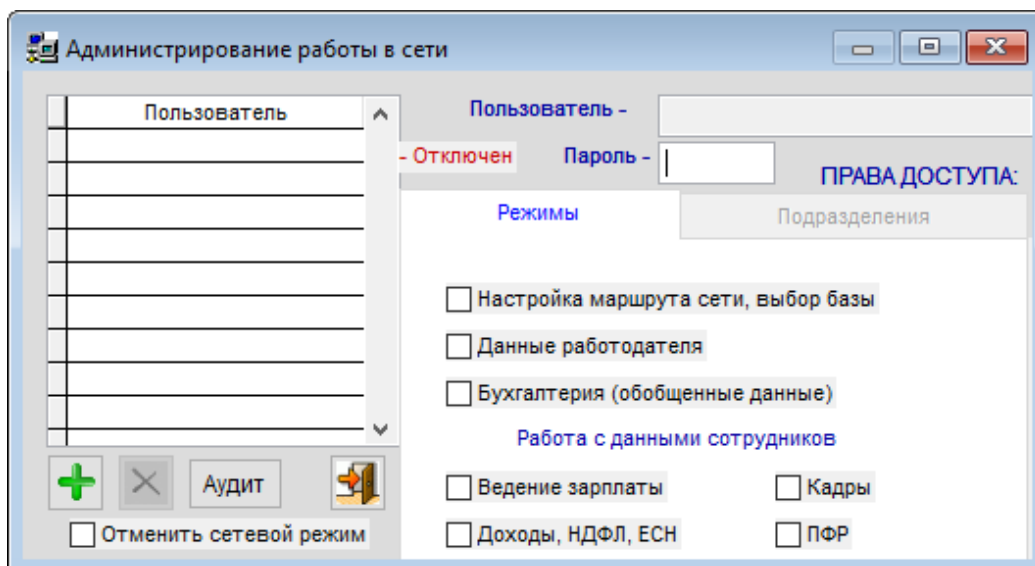 Администрирование работы в сети
Пользователь
Пользователь -
- Отключен
Пароль -
ПРАВА ДОСТУПА:
Режимы
Подразделения
Настройка маршрута сети, выбор базы
Данные работодателя
Бухгалтерия (обобщенные данные)
Работа с данными сотрудников
Ведение зарплаты
Кадры
Доходы, НДФЛ, ЕСН
ПФР
Аудит
Отменить сетевой режим